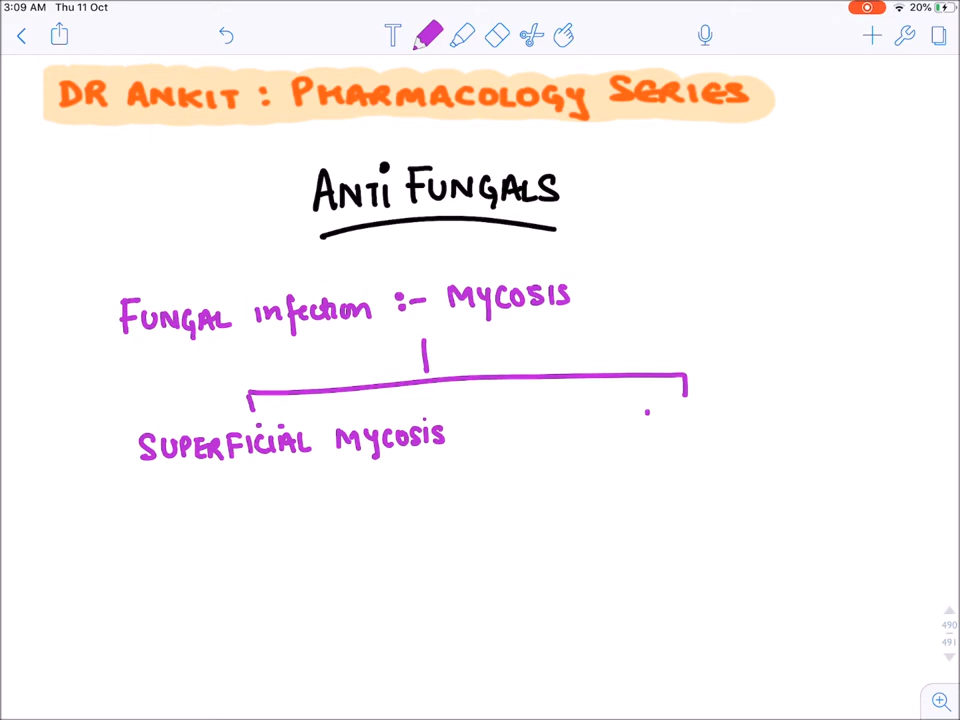 3:09 AM Thu 11 Oct 20%
T
DR ANKIT : PHARMACOLOGY SERIES
ANTi FUNGALS
FUNGAL infection :- MYCOSIS
SUPERFICIAL MYCOSIS
490
491